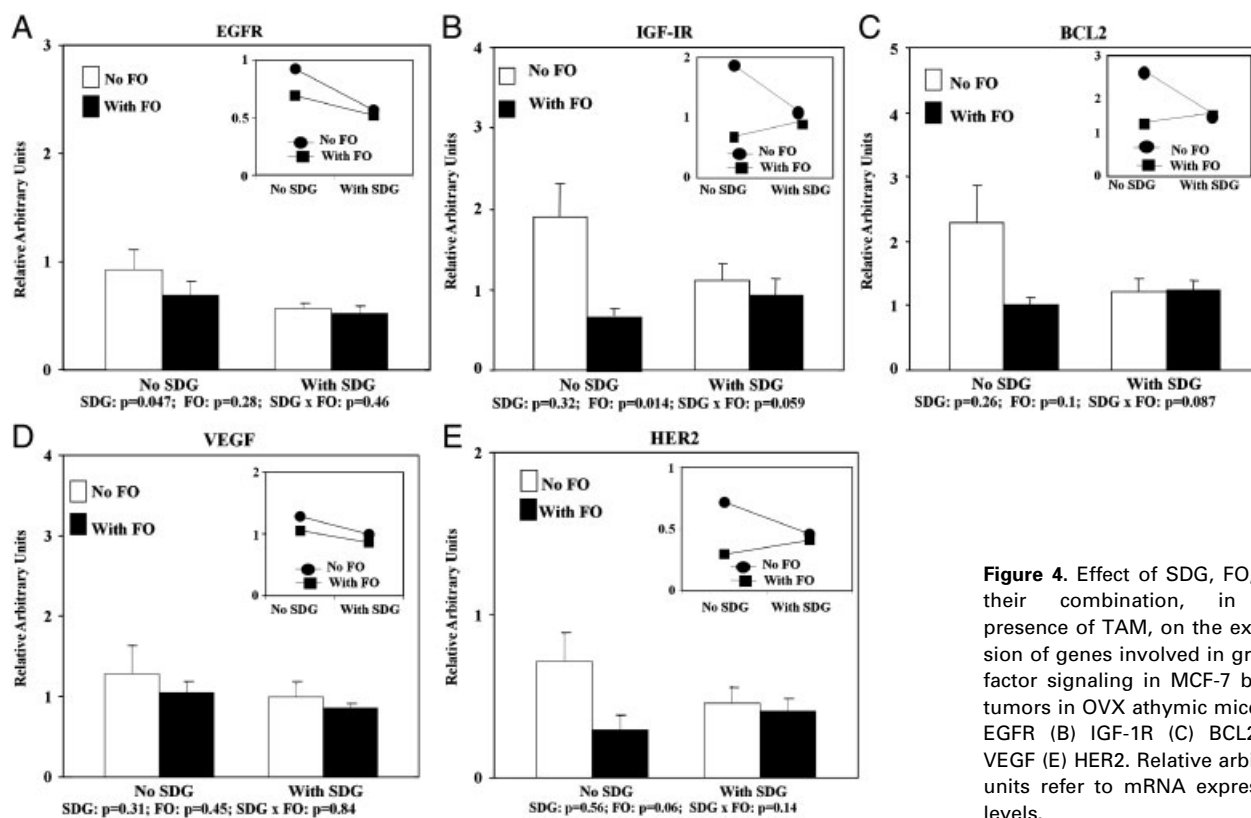 A
EGFR
Relative Arbitrary Units
3
2
1
0
No FO
With FO
1
0.5
0
No FO
With FO
No SDG
With SDG
No SDG
With SDG
SDG: p=0.047; FO: p=0.28; SDG x FO: p=0.46
B
IGF-IR
Relative Arbitrary Units
4
3
2
1
0
No FO
With FO
2
1
0
No FO
With FO
No SDG
With SDG
No SDG
With SDG
SDG: p=0.32; FO: p=0.014; SDG x FO: p=0.059
C
BCL2
Relative Arbitrary Units
5
4
3
2
1
0
No FO
With FO
3
2
1
0
No FO
With FO
No SDG
With SDG
No SDG
With SDG
SDG: p=0.26; FO: p=0.1; SDG x FO: p=0.087
D
VEGF
Relative Arbitrary Units
4
3
2
1
0
No FO
With FO
2
1
0
No FO
With FO
No SDG
With SDG
No SDG
With SDG
SDG: p=0.31; FO: p=0.45; SDG x FO: p=0.84
E
HER2
Relative Arbitrary Units
2
1
0
No FO
With FO
1
0.5
0
No FO
With FO
No SDG
With SDG
No SDG
With SDG
SDG: p=0.56; FO: p=0.06; SDG x FO: p=0.14
Figure 4. Effect of SDG, FO,
their combination, in
presence of TAM, on the ex
sion of genes involved in gr
factor signaling in MCF-7 b
tumors in OVX athymic mice
EGFR (B) IGF-1R (C) BCL2
VEGF (E) HER2. Relative arbi
units refer to mRNA expres
levels.